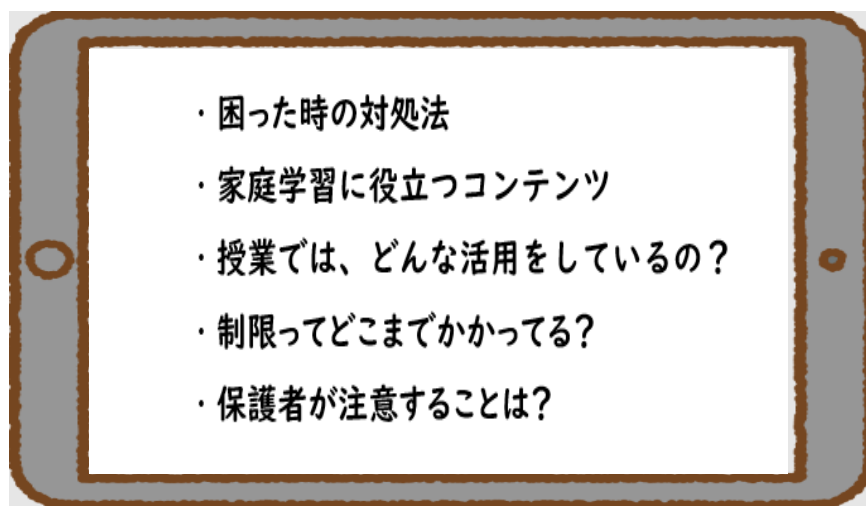 ・困った時の対処法
・家庭学習に役立つコンテンツ
・授業では、どんな活用をしているの？
・制限ってどこまでかかってる？
・保護者が注意することは？